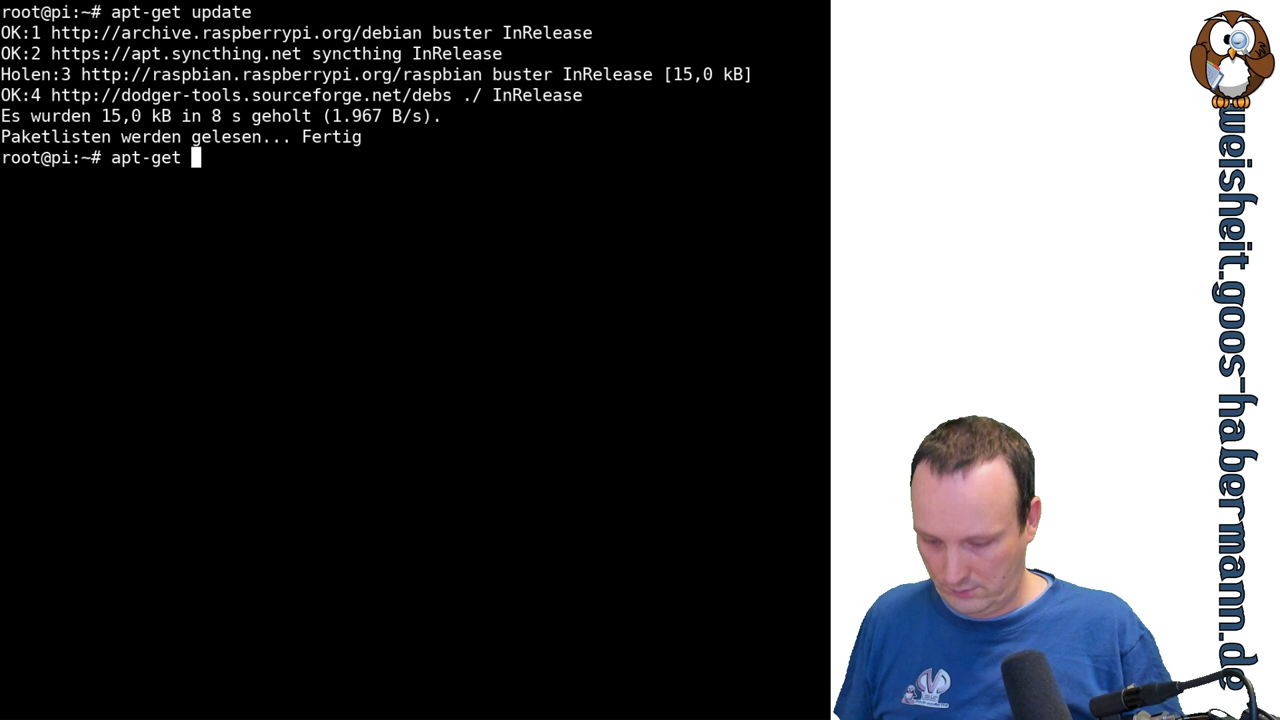 root@pi:~# apt-get update
OK:1 http://archive.raspberrypi.org/debian buster InRelease
OK:2 https://apt.syncthing.net syncthing InRelease
Holen:3 http://raspbian.raspberrypi.org/raspbian buster InRelease [15,0 kB]
OK:4 http://dodger-tools.sourceforge.net/debs ./ InRelease
Es wurden 15,0 kB in 8 s geholt (1.967 B/s).
Paketlisten werden gelesen... Fertig
root@pi:~# apt-get
weisheit.goos-habermann.de